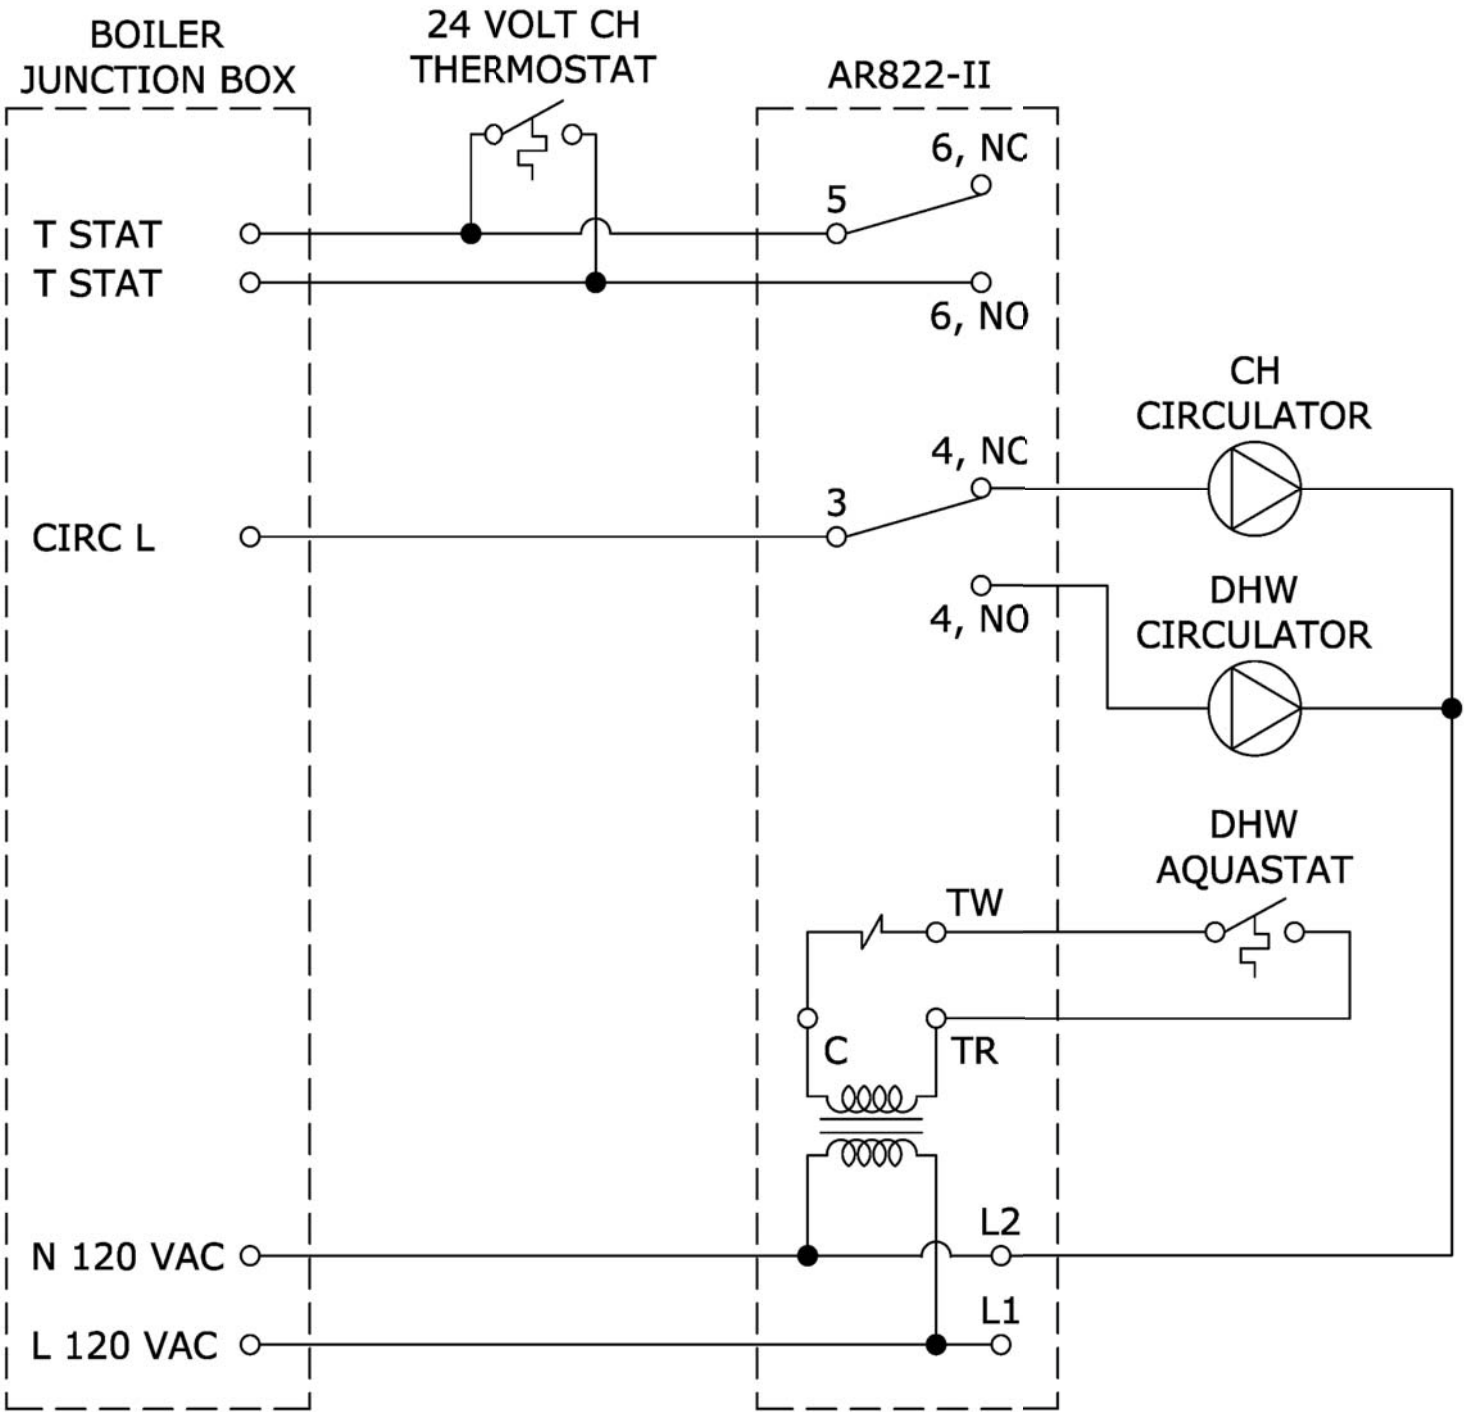 BOILER
JUNCTION BOX
24 VOLT CH
THERMOSTAT
AR822-II
6, NC
5
T STAT
T STAT
6, NO
CH
CIRCULATOR
4, NC
3
CIRC L
4, NO
DHW
CIRCULATOR
DHW
AQUASTAT
TW
C
TR
L2
N 120 VAC
L1
L 120 VAC